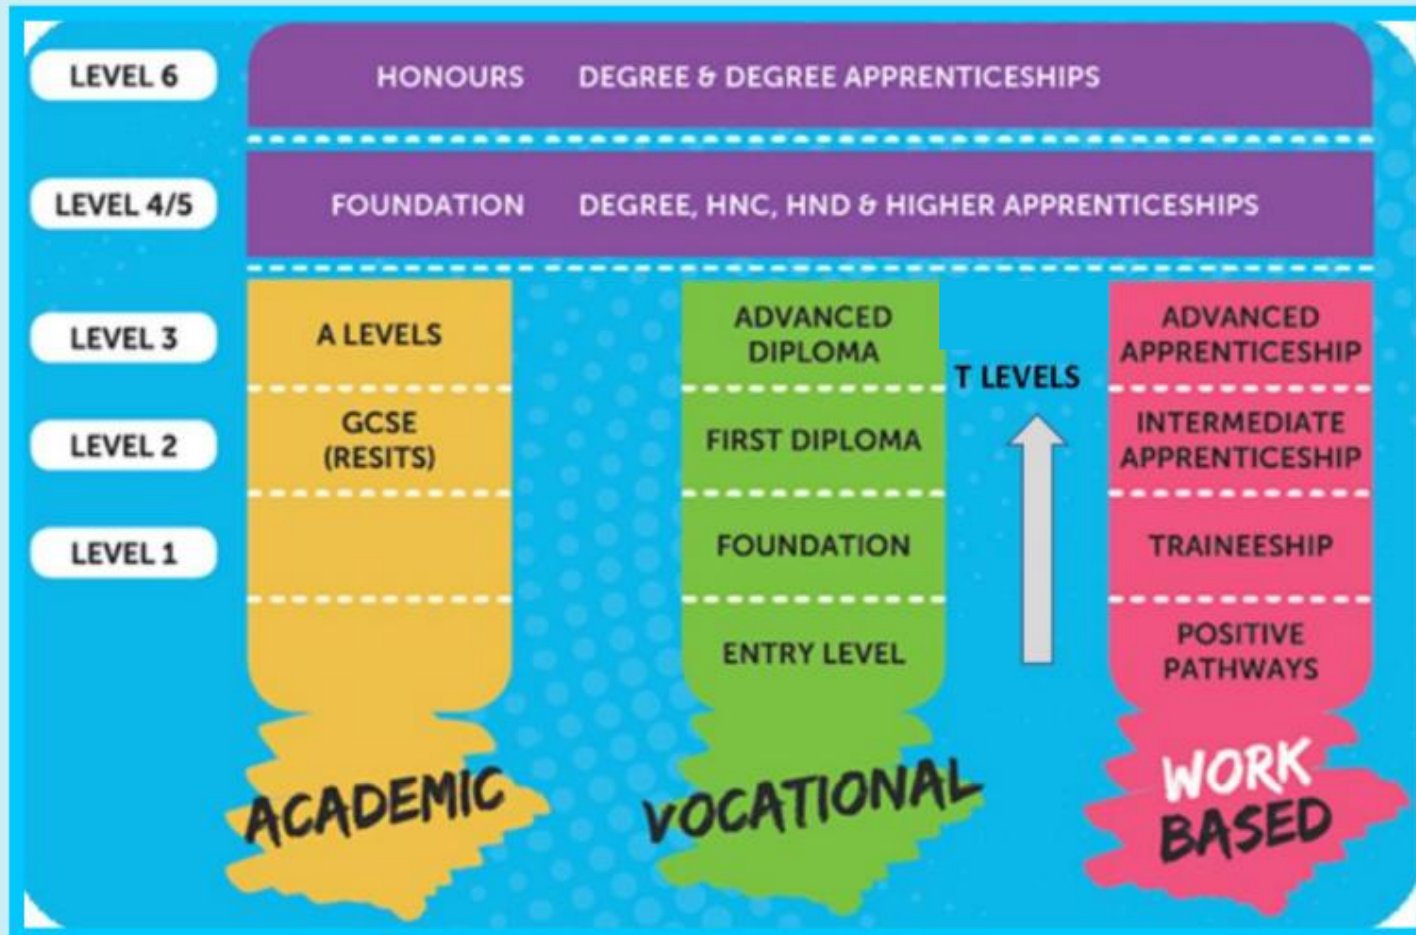 LEVEL 6
HONOURS DEGREE & DEGREE APPRENTICESHIPS
LEVEL 4/5
FOUNDATION DEGREE, HNC, HND & HIGHER APPRENTICESHIPS
LEVEL 3
A LEVELS
ADVANCED
DIPLOMA
T LEVELS
ADVANCED
APPRENTICESHIP
LEVEL 2
GCSE
(RESITS)
FIRST DIPLOMA
INTERMEDIATE
APPRENTICESHIP
LEVEL 1
FOUNDATION
TRAINEESHIP
ENTRY LEVEL
POSITIVE
PATHWAYS
ACADEMIC
VOCATIONAL
WORK
BASED